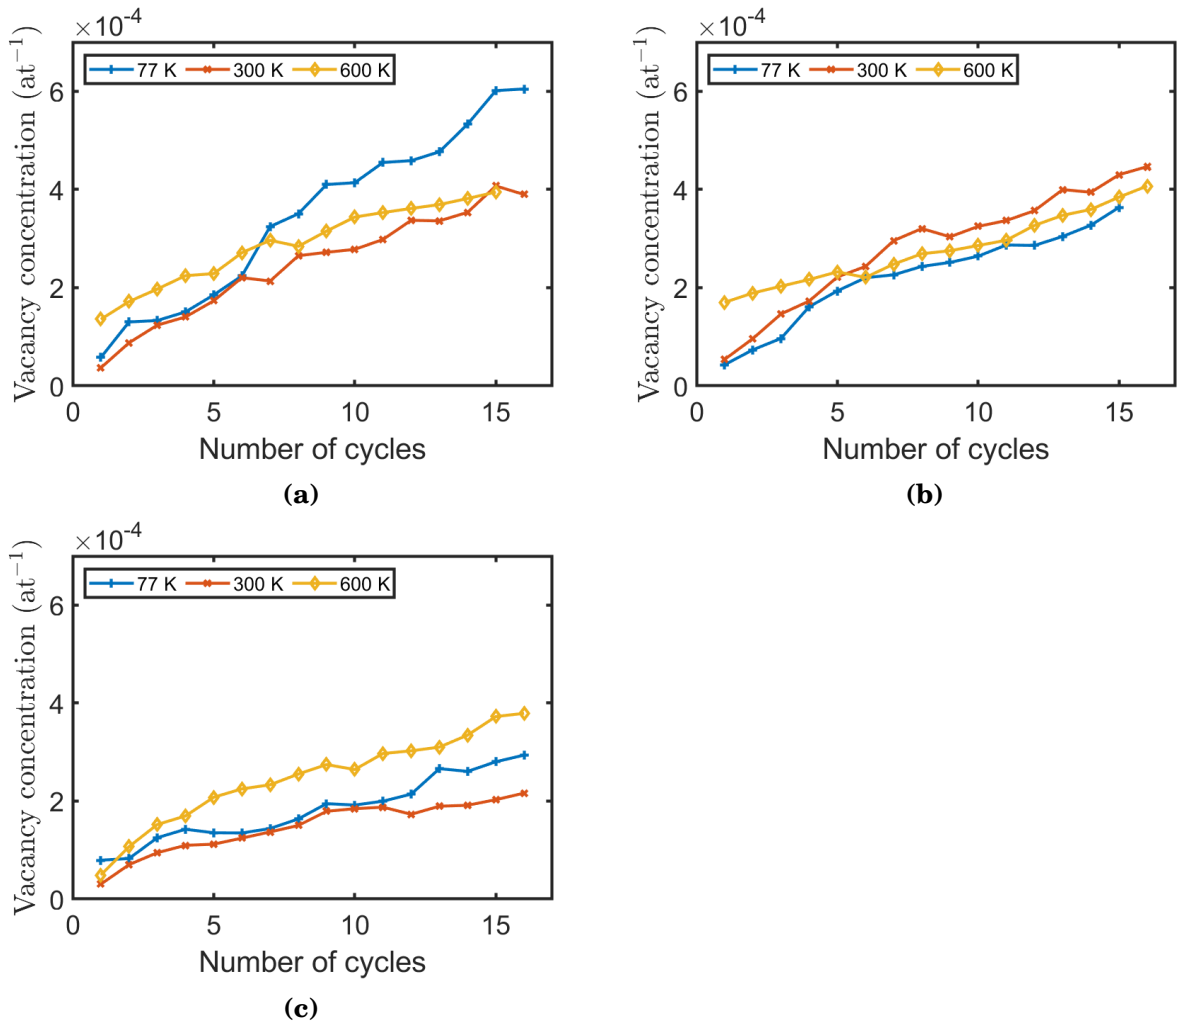 ×10⁻⁴
Vacancy concentration (at⁻¹)
77 K 300 K 600 K
6
4
2
0
0 5 10 15
Number of cycles
(a)
×10⁻⁴
Vacancy concentration (at⁻¹)
77 K 300 K 600 K
6
4
2
0
0 5 10 15
Number of cycles
(b)
×10⁻⁴
Vacancy concentration (at⁻¹)
77 K 300 K 600 K
6
4
2
0
0 5 10 15
Number of cycles
(c)